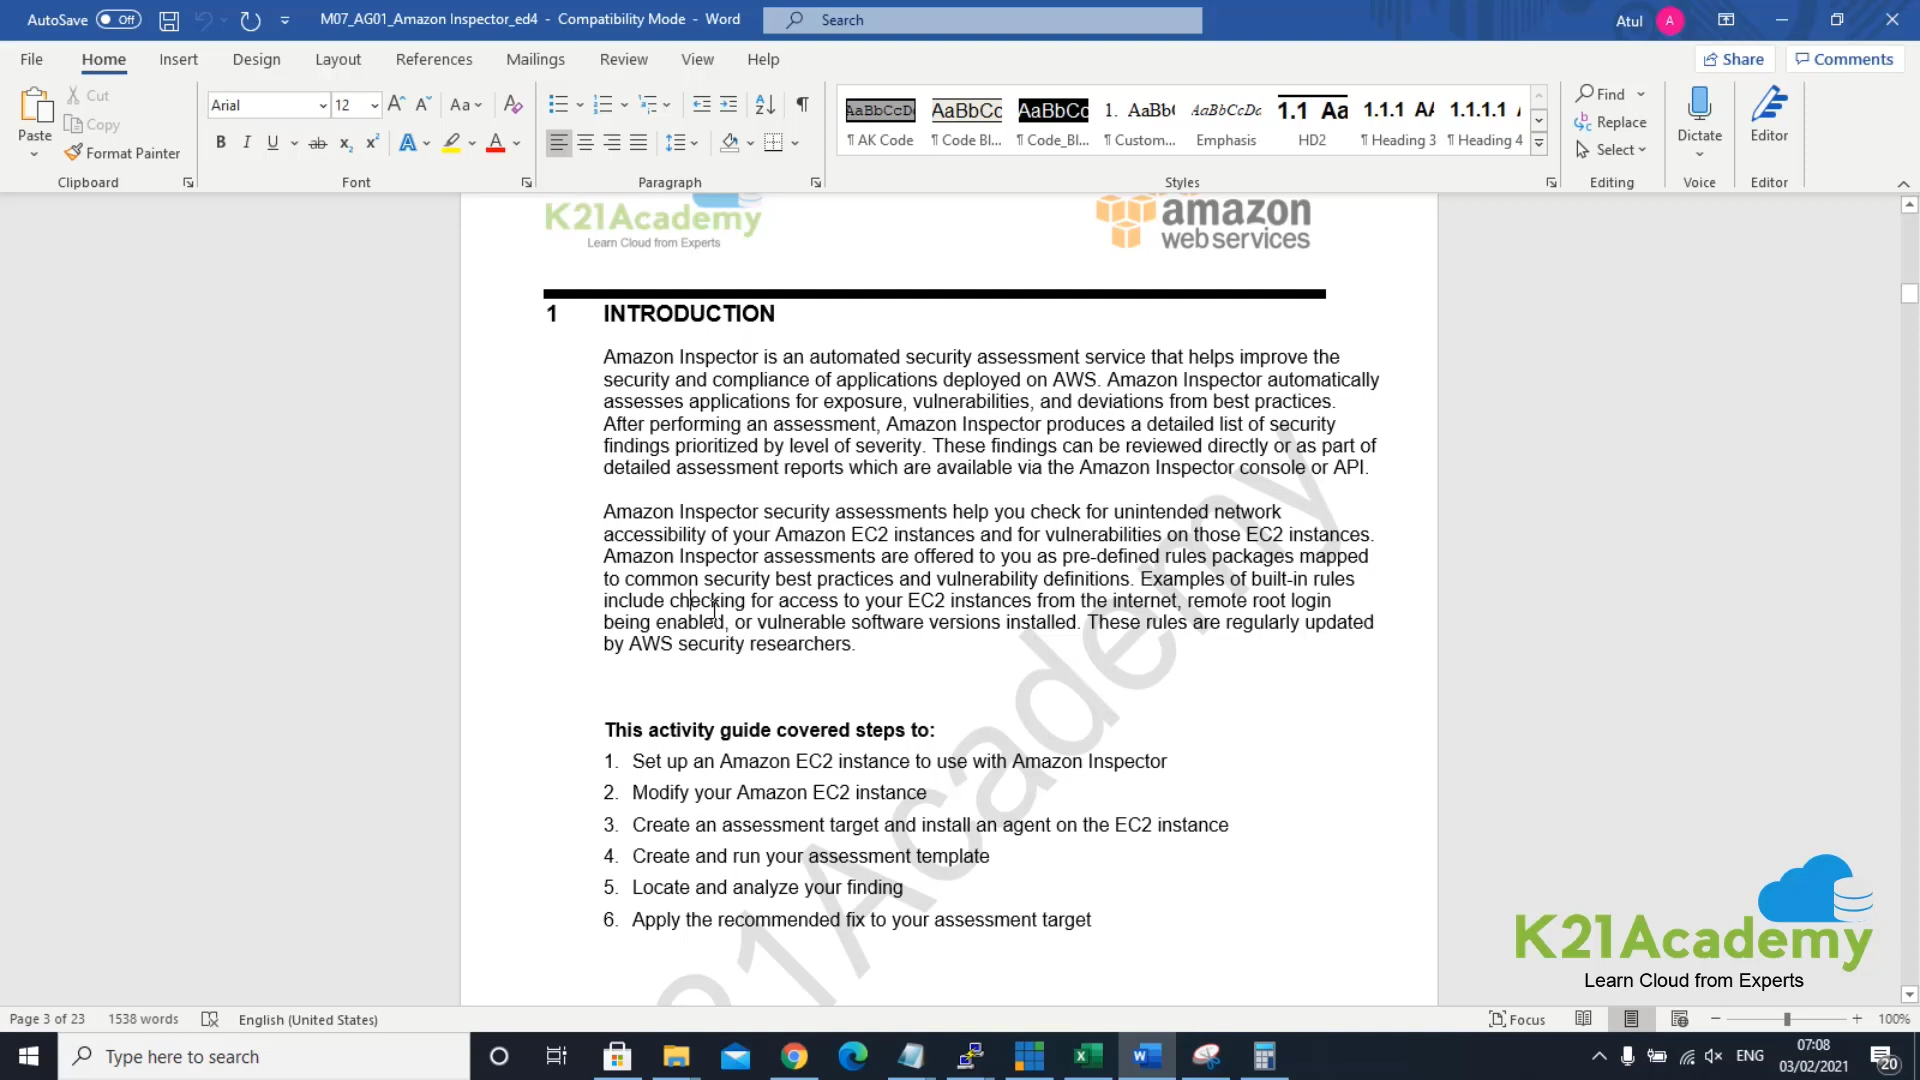 AutoSave Off M07_AG01_Amazon Inspector_ed4 - Compatibility Mode - Word Search Atul A
File Home Insert Design Layout References Mailings Review View Help Share Comments
Paste Cut Copy Format Painter
Clipboard
Arial 12 Aa
B I U ab x₂ x² A A
Font
Paragraph
AaBbCcD AaBbCc AaBbCc 1. AaBb( AaBbCcDc 1.1 Aa 1.1.1 AA 1.1.1.1
¶ AK Code ¶ Code Bl... ¶ Code_Bl... ¶ Custom... Emphasis HD2 ¶ Heading 3 ¶ Heading 4
Styles
Find
Replace
Select
Editing
Dictate
Voice
Editor
Editor
K21Academy
Learn Cloud from Experts
amazon
webservices
1 INTRODUCTION
Amazon Inspector is an automated security assessment service that helps improve the
security and compliance of applications deployed on AWS. Amazon Inspector automatically
assesses applications for exposure, vulnerabilities, and deviations from best practices.
After performing an assessment, Amazon Inspector produces a detailed list of security
findings prioritized by level of severity. These findings can be reviewed directly or as part of
detailed assessment reports which are available via the Amazon Inspector console or API.
Amazon Inspector security assessments help you check for unintended network
accessibility of your Amazon EC2 instances and for vulnerabilities on those EC2 instances.
Amazon Inspector assessments are offered to you as pre-defined rules packages mapped
to common security best practices and vulnerability definitions. Examples of built-in rules
include checking for access to your EC2 instances from the internet, remote root login
being enabled, or vulnerable software versions installed. These rules are regularly updated
by AWS security researchers.
This activity guide covered steps to:
1. Set up an Amazon EC2 instance to use with Amazon Inspector
2. Modify your Amazon EC2 instance
3. Create an assessment target and install an agent on the EC2 instance
4. Create and run your assessment template
5. Locate and analyze your finding
6. Apply the recommended fix to your assessment target
21Academy
K21Academy
Learn Cloud from Experts
Page 3 of 23 1538 words English (United States) Focus 100%
Type here to search ENG 07:08
03/02/2021 20